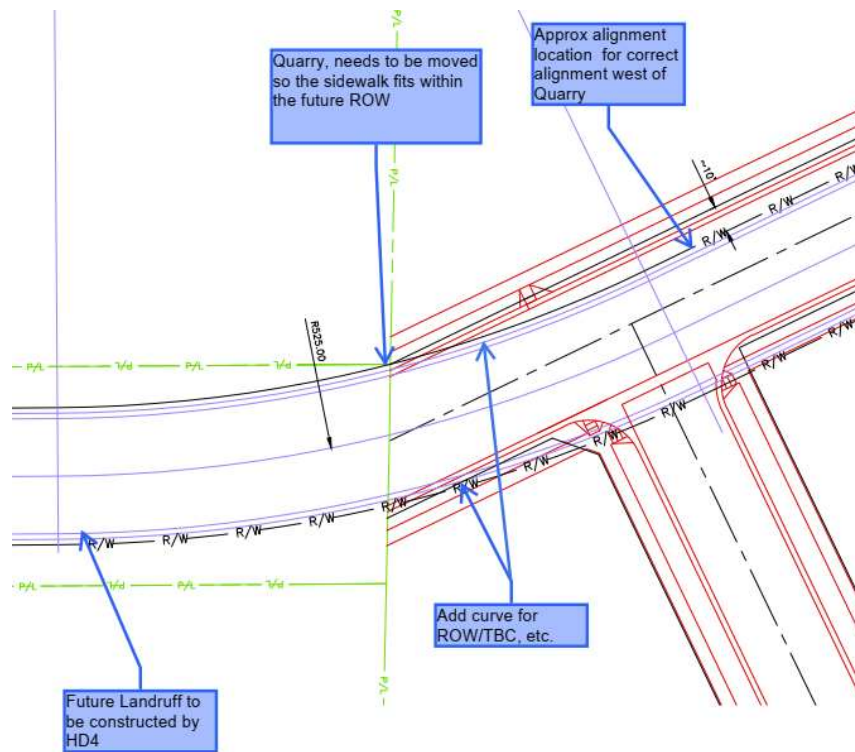 P/L
Quarry, needs to be moved
so the sidewalk fits within
the future ROW
Approx alignment
location for correct
alignment west of
Quarry
P/L
~10'
R/W
R/W
R/W
R525.00
P/L
P/L
P/L
P/L
R/W
R/W
R/W
R/W
R/W
R/W
R/W
R/W
R/W
R/W
R/W
P/L
P/L
P/L
P/L
Add curve for
ROW/TBC, etc.
P/L
Future Landruff to
be constructed by
HD4